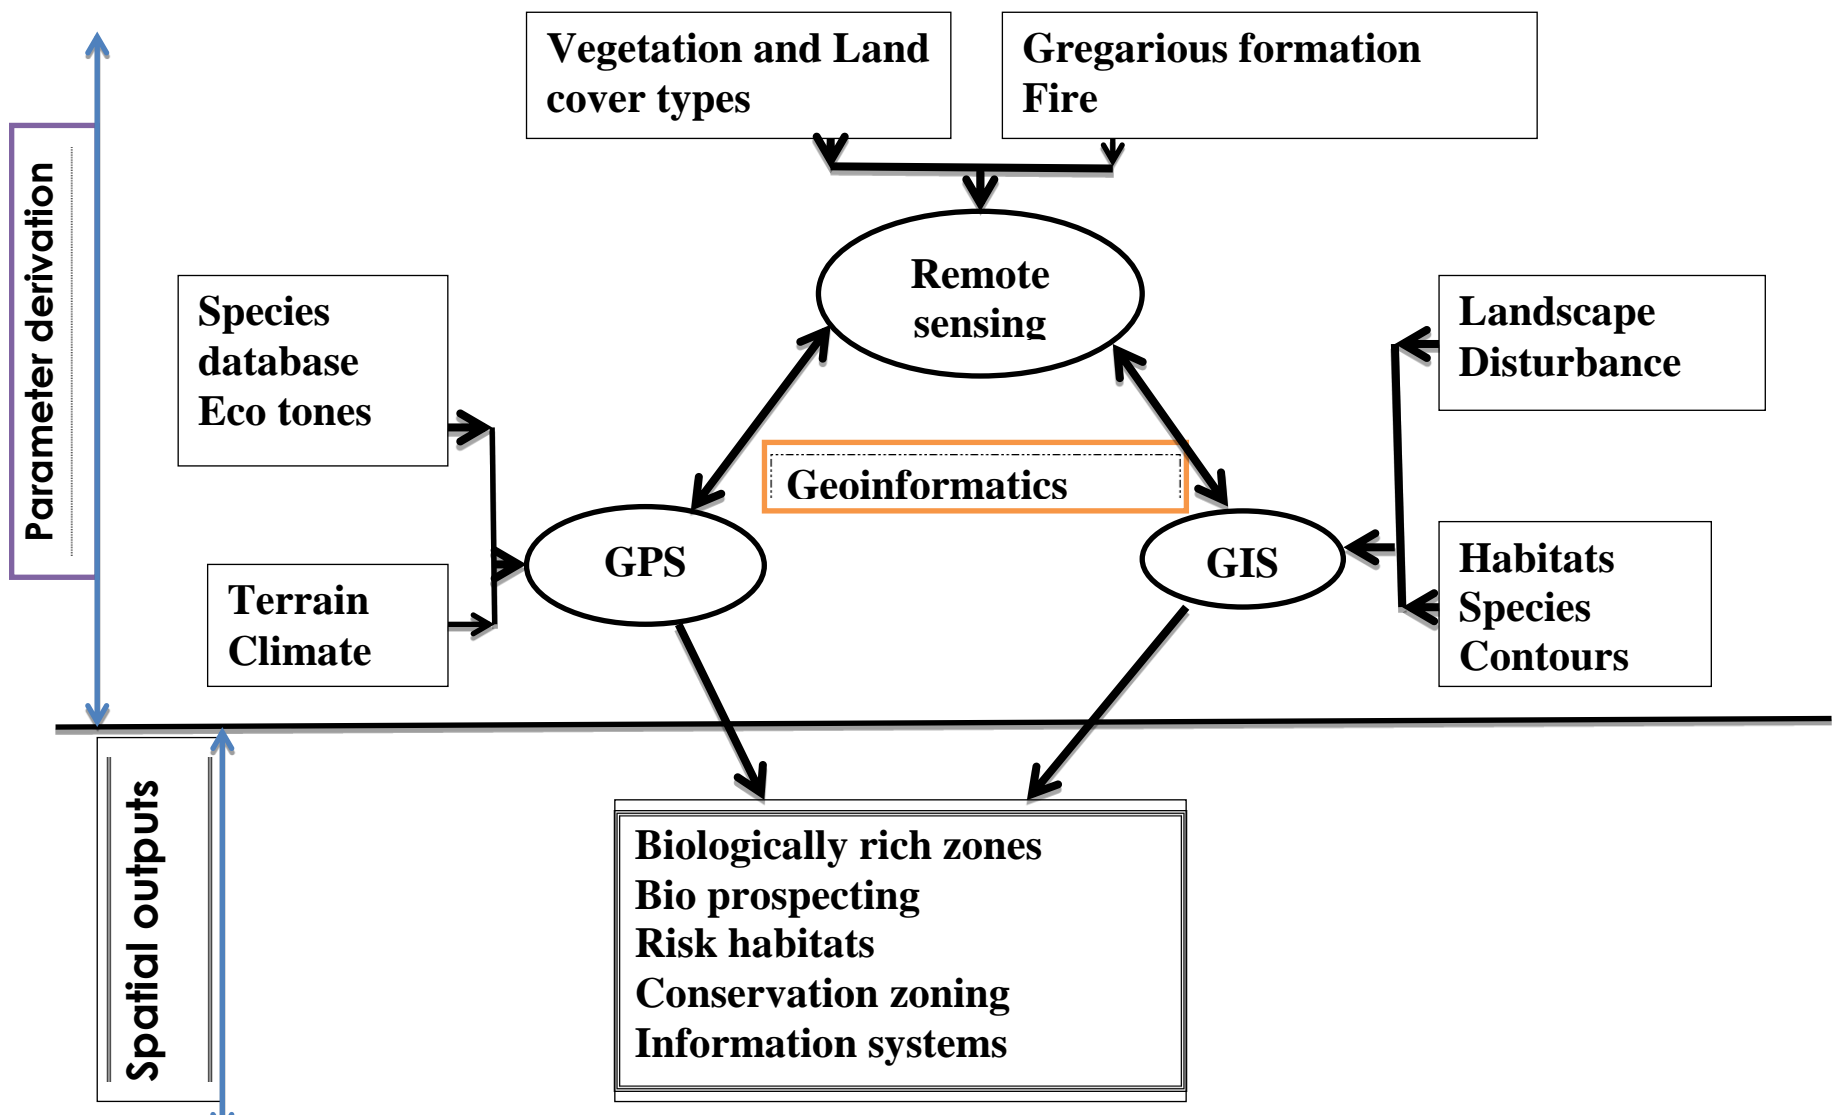 Vegetation and Land
cover types
Gregarious formation
Fire
Parameter derivation
Remote
sensing
Species
database
Eco tones
Landscape
Disturbance
Geoinformatics
GPS
GIS
Terrain
Climate
Habitats
Species
Contours
Spatial outputs
Biologically rich zones
Bio prospecting
Risk habitats
Conservation zoning
Information systems